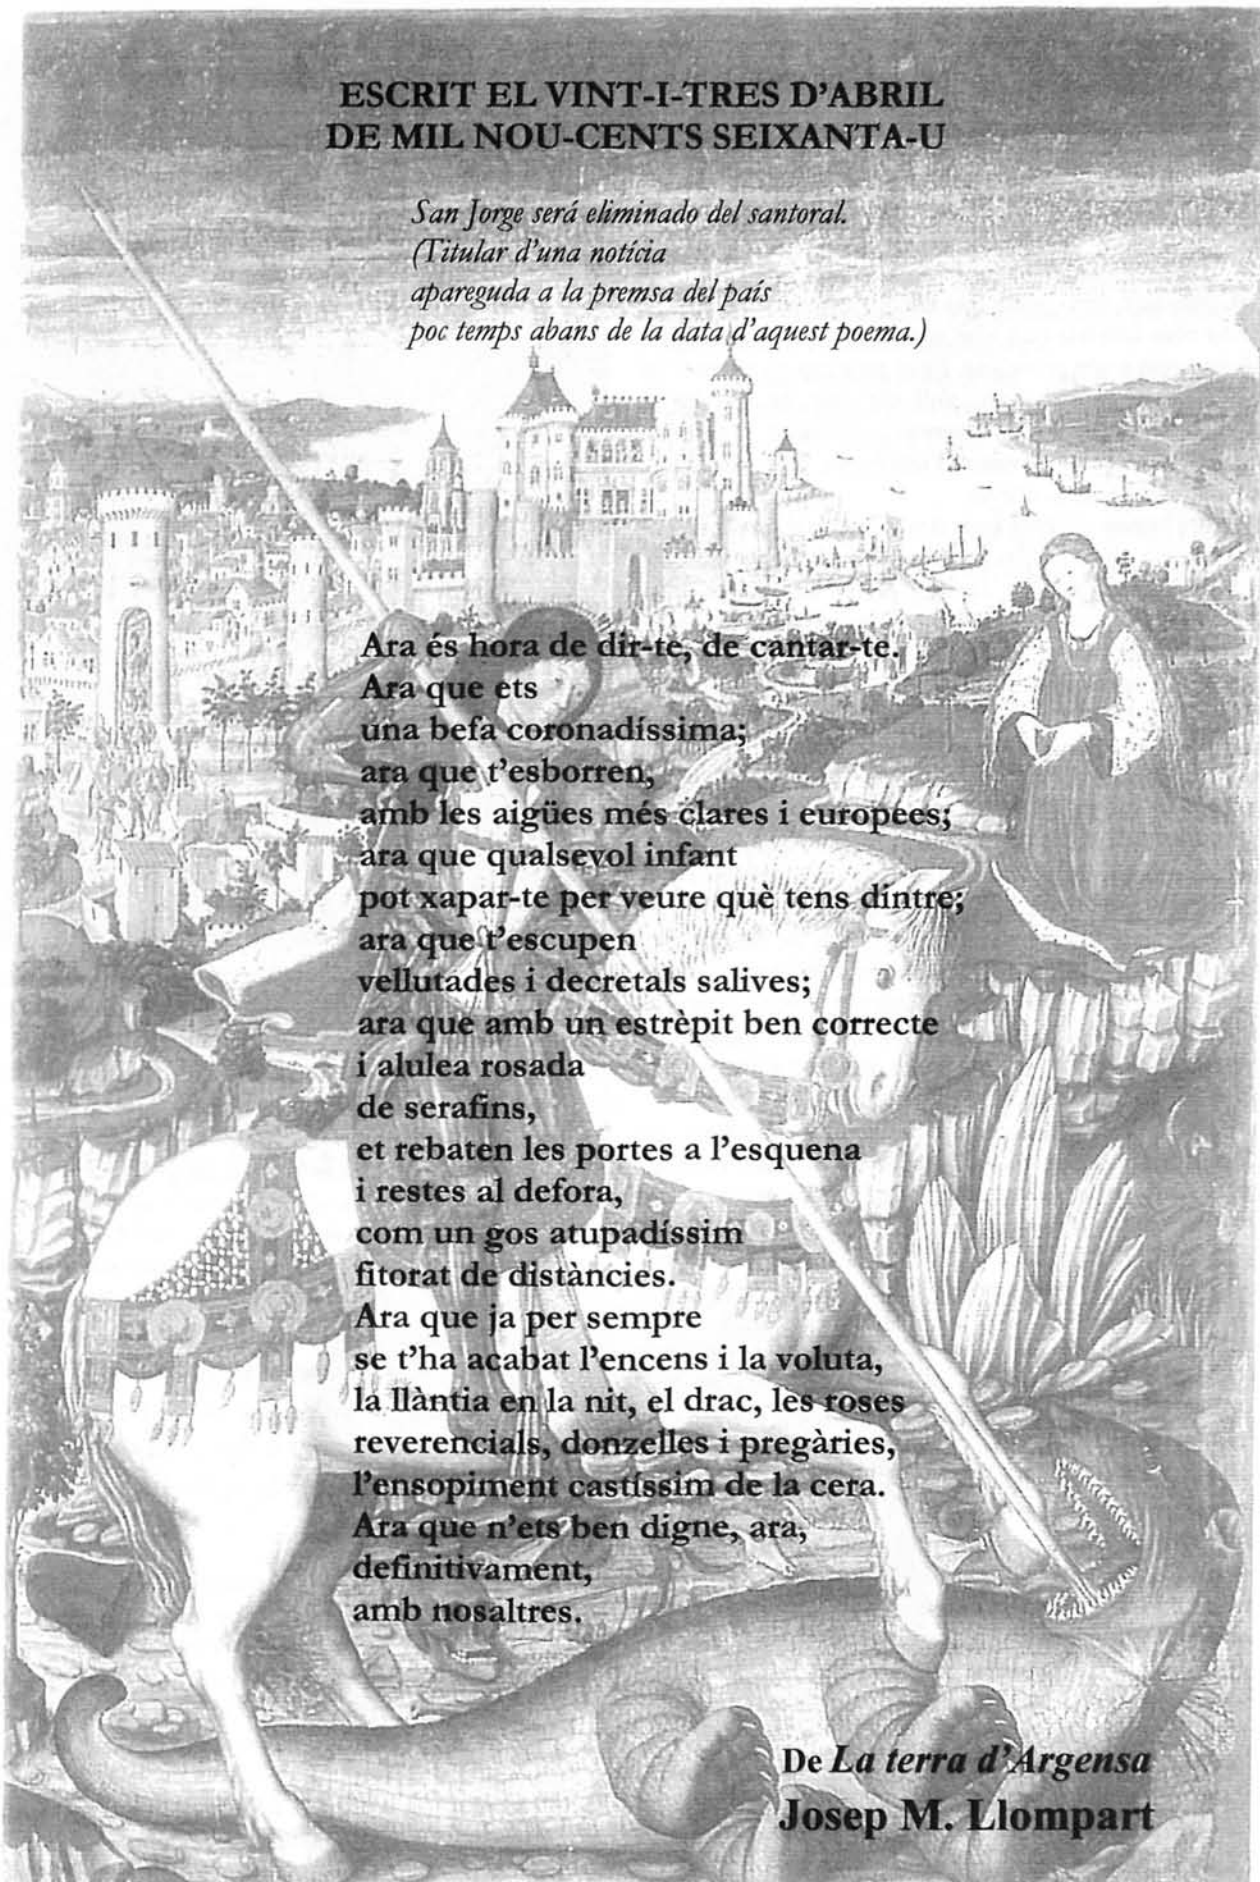 ESCRIT EL VINT-I-TRES D'ABRIL
DE MIL NOU-CENTS SEIXANTA-U
San Jorge será eliminado del santoral.
(Titular d'una notícia
apareguda a la premsa del país
poc temps abans de la data d'aquest poema.)
Ara és hora de dir-te, de cantar-te.
Ara que ets
una befa coronadíssima;
ara que t'esborren,
amb les aigües més clares i europees;
ara que qualsevol infant
pot xapar-te per veure què tens dintre;
ara que t'escupen
vellutades i decretals salives;
ara que amb un estrèpit ben correcte
i alulea rosada
de serafins,
et rebaten les portes a l'esquena
i restes al defora,
com un gos atupadíssim
fitorat de distàncies.
Ara que ja per sempre
se t'ha acabat l'encens i la voluta,
la llàntia en la nit, el drac, les roses
reverencials, donzelles i pregàries,
l'ensopiment castíssim de la cera.
Ara que n'ets ben digne, ara,
definitivament,
amb nosaltres.
De La terra d'Argensa
Josep M. Llompart